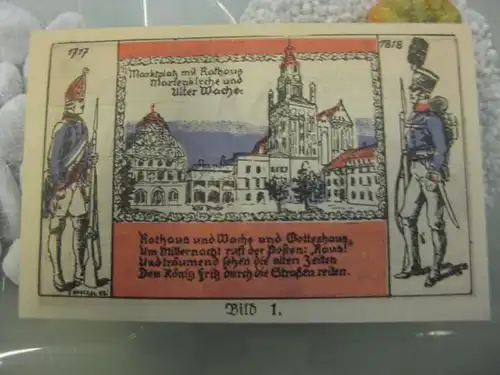 1717
1818
Marktplatz mit Rathaus
Marienkirche und
Alter Wache.
Rathaus und Wache und Gotteshaus,
Um Mitternacht ruft der Posten: „Raus!“
Und träumend sehen die alten Zeiten
Den König Fritz durch die Straßen reiten.
Bild 1.